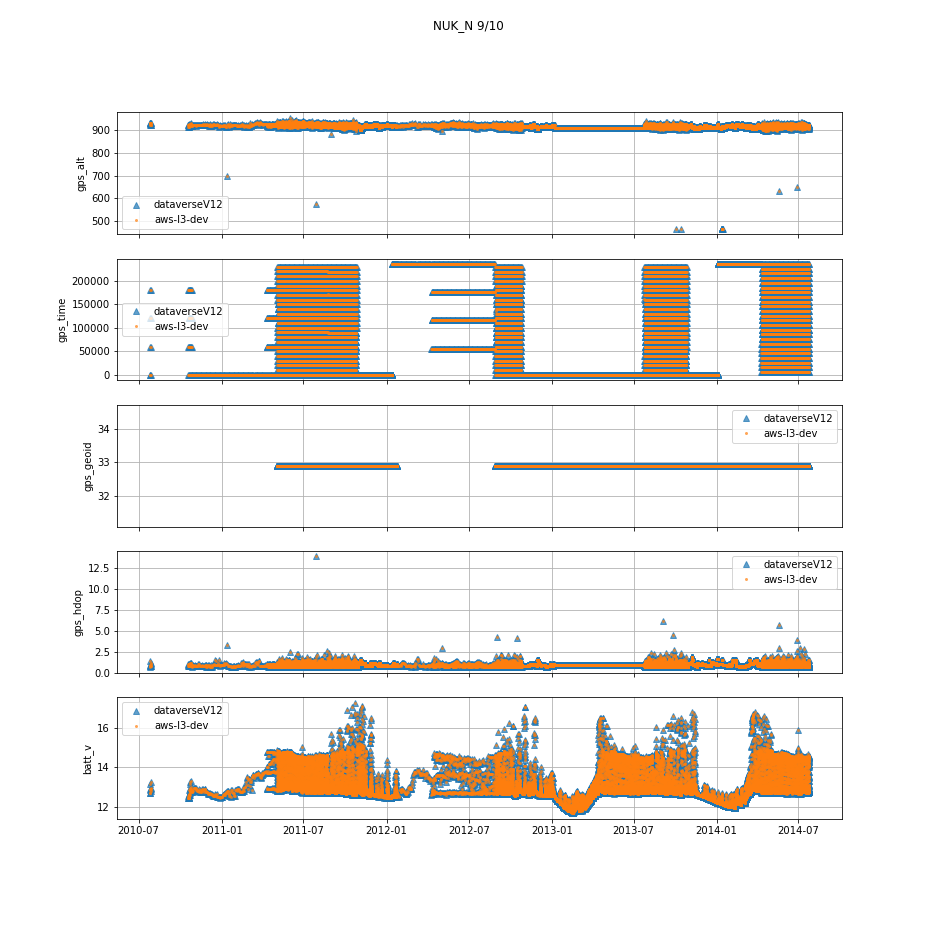 NUK_N 9/10
900
800
700
600
500
gps_alt
dataverseV12
aws-l3-dev
200000
150000
100000
50000
0
gps_time
dataverseV12
aws-l3-dev
34
33
32
gps_geoid
dataverseV12
aws-l3-dev
12.5
10.0
7.5
5.0
2.5
0.0
gps_hdop
dataverseV12
aws-l3-dev
16
14
12
batt_v
dataverseV12
aws-l3-dev
2010-07 2011-01 2011-07 2012-01 2012-07 2013-01 2013-07 2014-01 2014-07